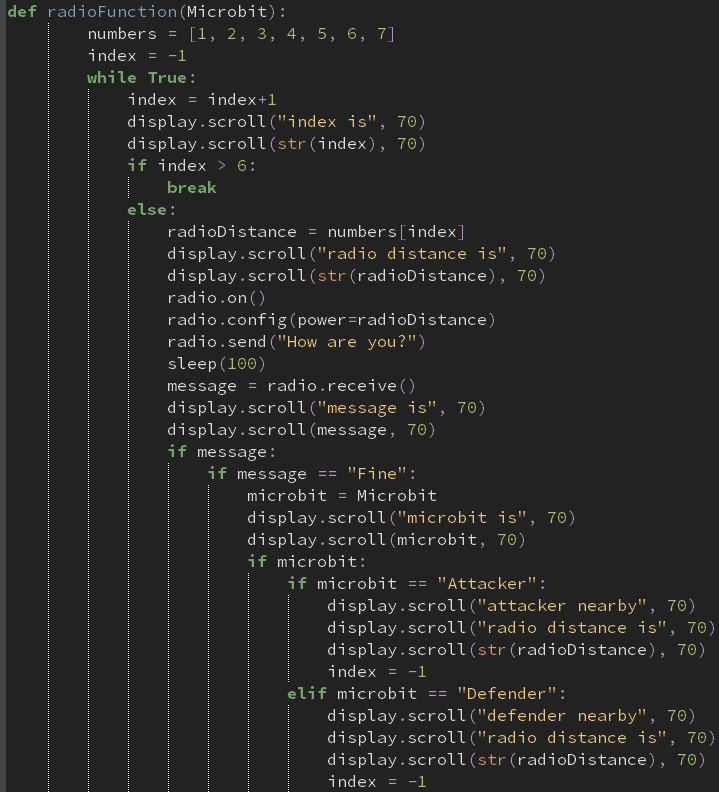 def radioFunction(Microbit):
        numbers = [1, 2, 3, 4, 5, 6, 7]
        index = -1
        while True:
            index = index+1
            display.scroll("index is", 70)
            display.scroll(str(index), 70)
            if index > 6:
                break
            else:
                radioDistance = numbers[index]
                display.scroll("radio distance is", 70)
                display.scroll(str(radioDistance), 70)
                radio.on()
                radio.config(power=radioDistance)
                radio.send("How are you?")
                sleep(100)
                message = radio.receive()
                display.scroll("message is", 70)
                display.scroll(message, 70)
                if message:
                    if message == "Fine":
                        microbit = Microbit
                        display.scroll("microbit is", 70)
                        display.scroll(microbit, 70)
                        if microbit:
                            if microbit == "Attacker":
                                display.scroll("attacker nearby", 70)
                                display.scroll("radio distance is", 70)
                                display.scroll(str(radioDistance), 70)
                                index = -1
                            elif microbit == "Defender":
                                display.scroll("defender nearby", 70)
                                display.scroll("radio distance is", 70)
                                display.scroll(str(radioDistance), 70)
                                index = -1